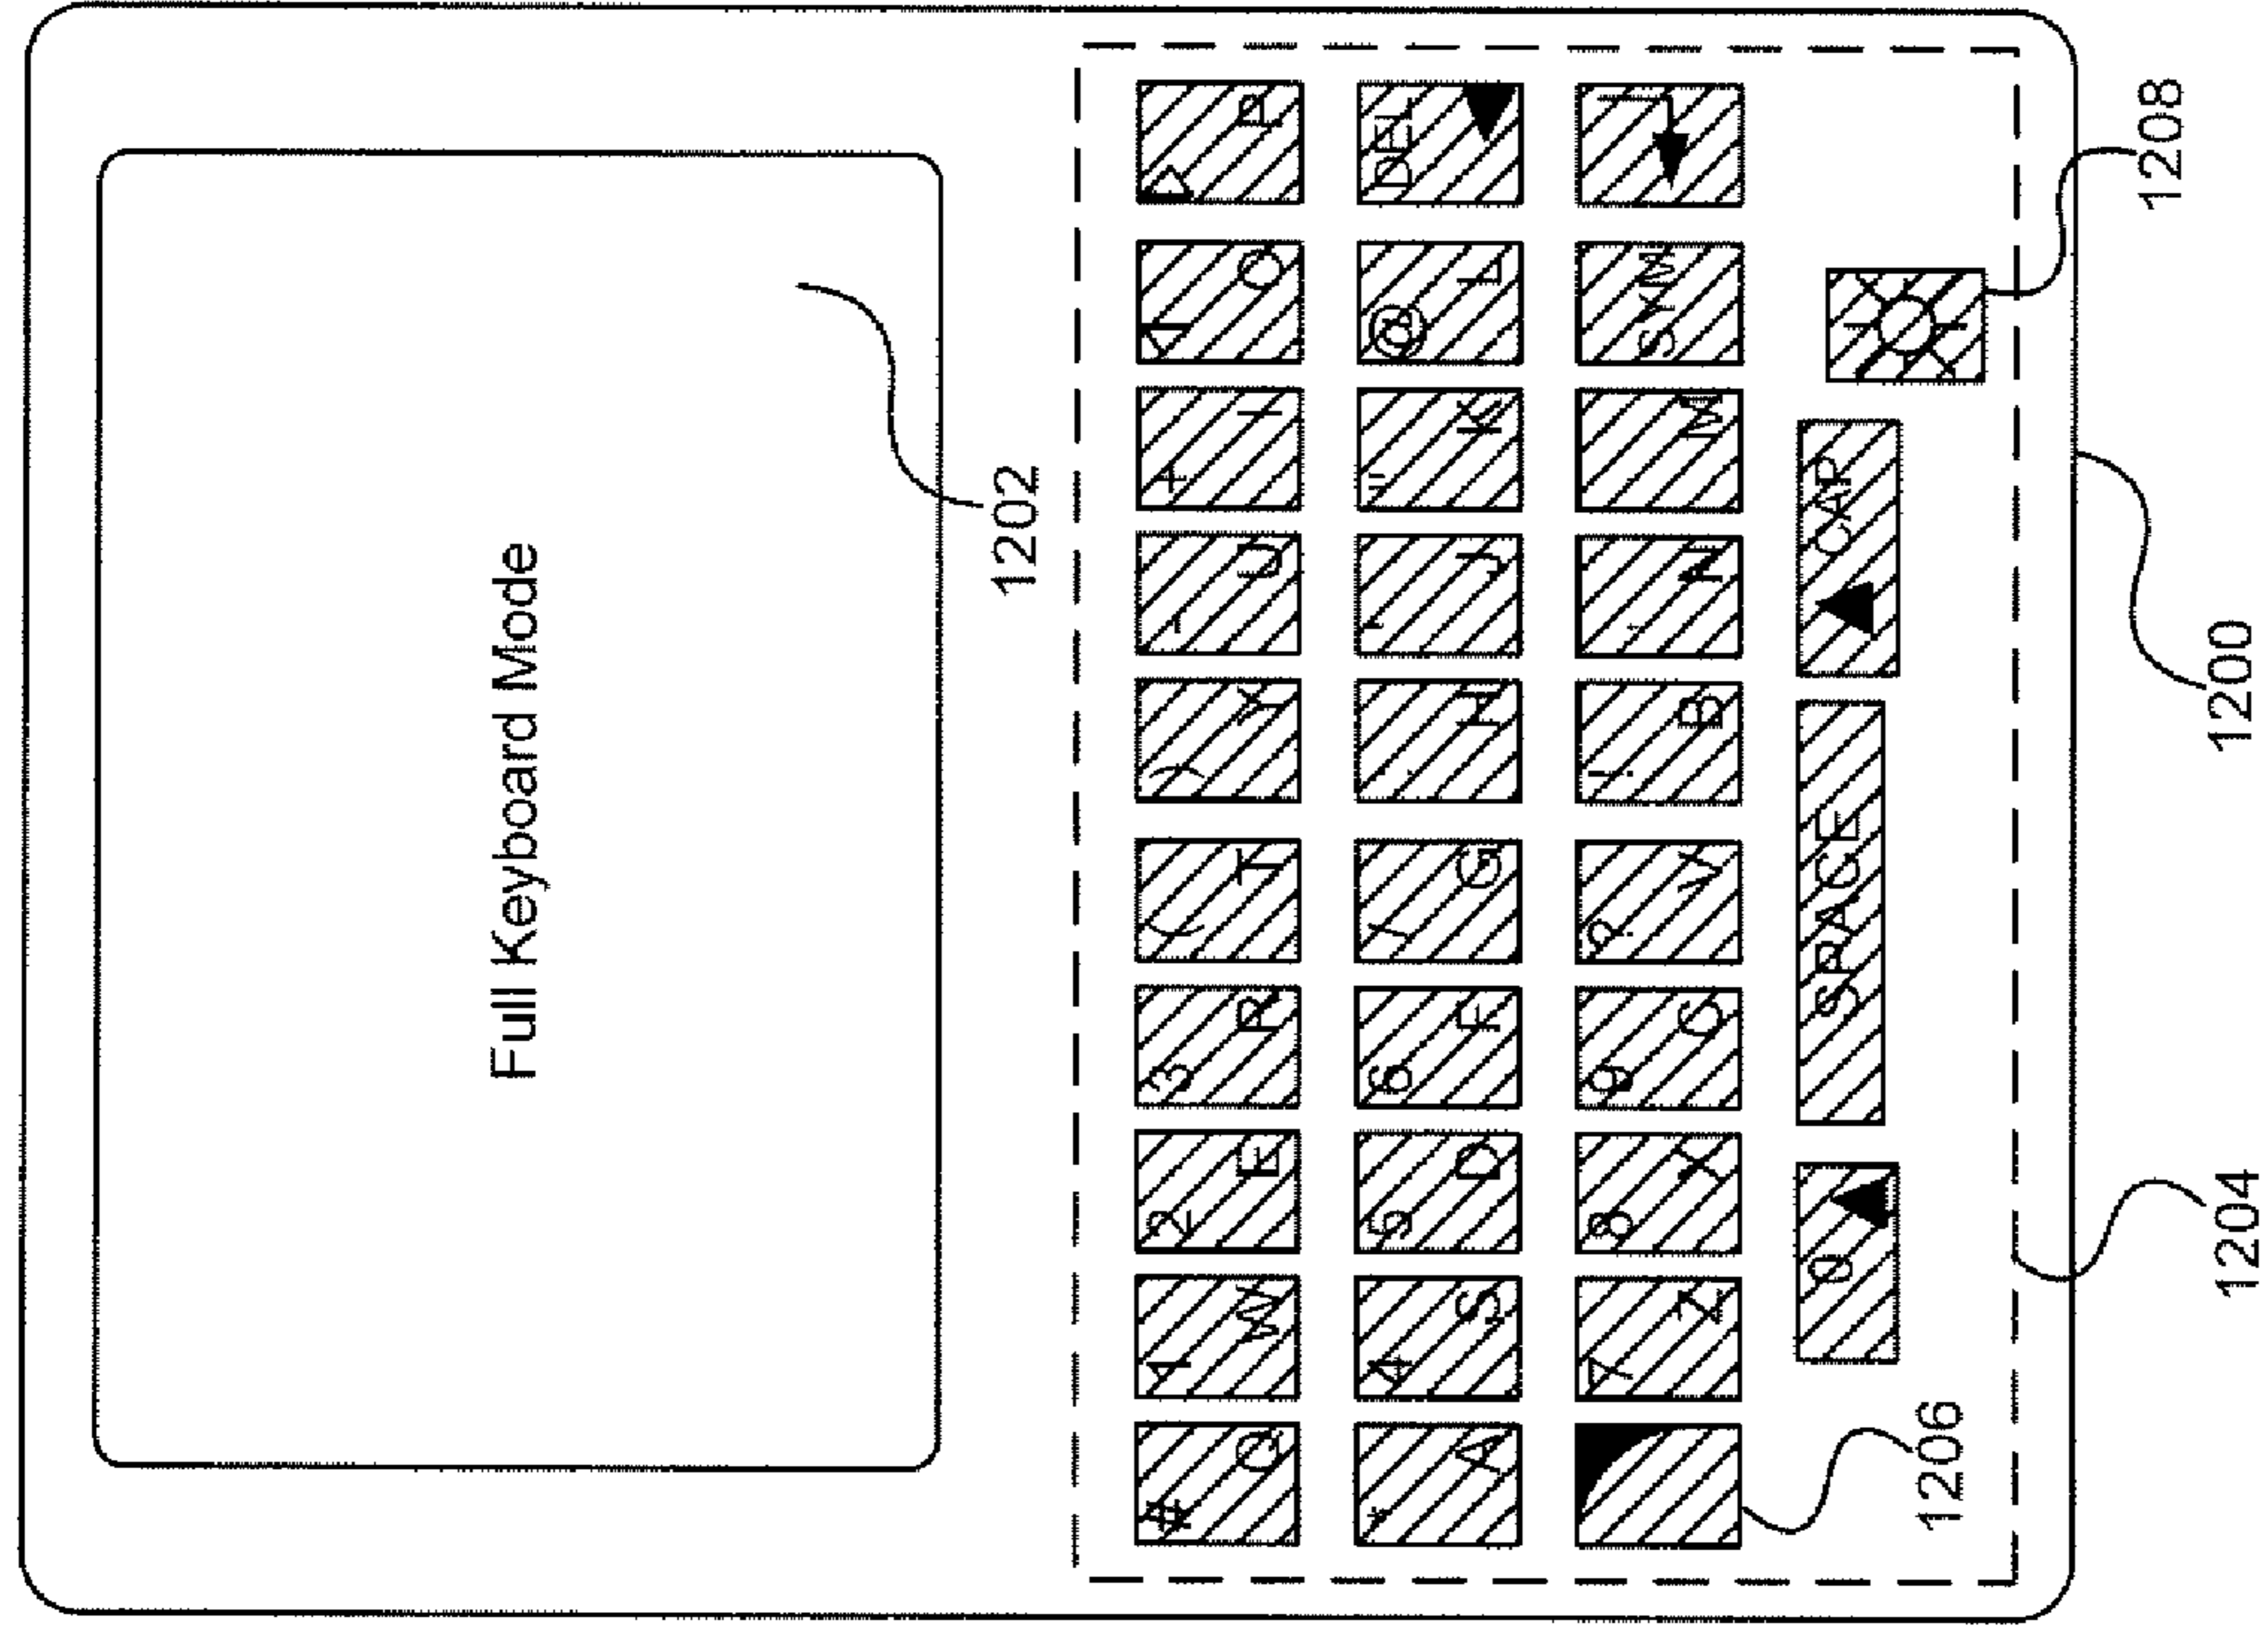 Full Keyboard Mode
1202
# 1 2 3 ( ) - +
Q W E R T Y U I O P
* 4 5 6 / . ' " @ DEL
A S D F G H J K L
7 8 9 ? ! , SYM
Z X C V B N M
0 SPACE CAP
1206
1208
1204
1200